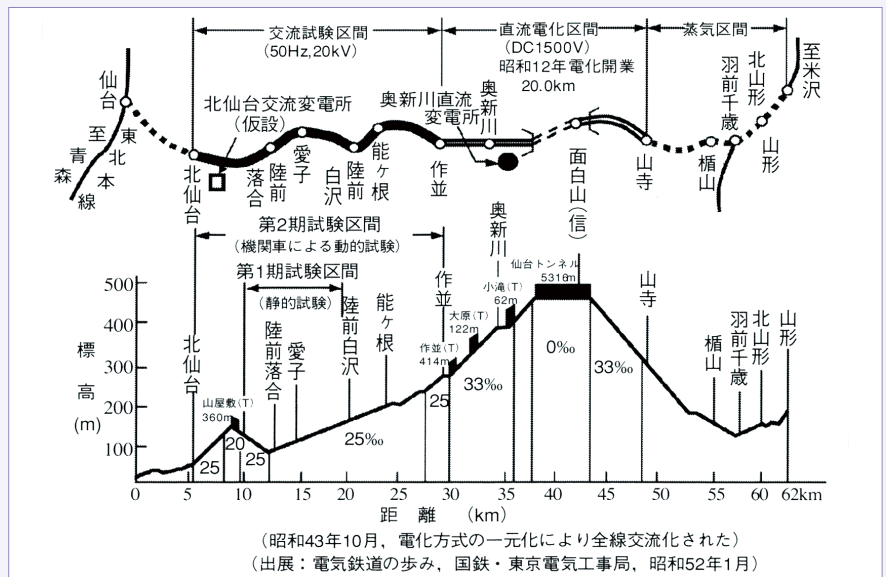 交流試験区間
(50Hz,20kV)
直流電化区間
(DC1500V)
昭和12年電化開業
20.0km
蒸気区間
至米沢
仙台
北仙台交流変電所
(仮設)
奥新川直流
変電所
奥新川
羽前千歳
北山形
至青森
東北本線
北仙台
落合
陸前
愛子
白沢
陸前
能ヶ根
作並
面白山(信)
山寺
楯山
山形
第2期試験区間
(機関車による動的試験)
第1期試験区間
(静的試験)
標高(m)
500
400
300
200
100
北仙台
山屋敷(T)
360m
陸前落合
愛子
陸前白沢
能ヶ根
作並
作並(T)
414m
大原(T)
122m
奥新川
小滝(T)
62m
仙台トンネル
5316m
山寺
楯山
羽前千歳
北山形
山形
25
20
25
25‰
25
33‰
0‰
33‰
0 5 10 15 20 25 30 35 40 45 50 55 60 62km
距離 (km)
(昭和43年10月，電化方式の一元化により全線交流化された)
(出展：電気鉄道の歩み，国鉄・東京電気工事局，昭和52年1月)